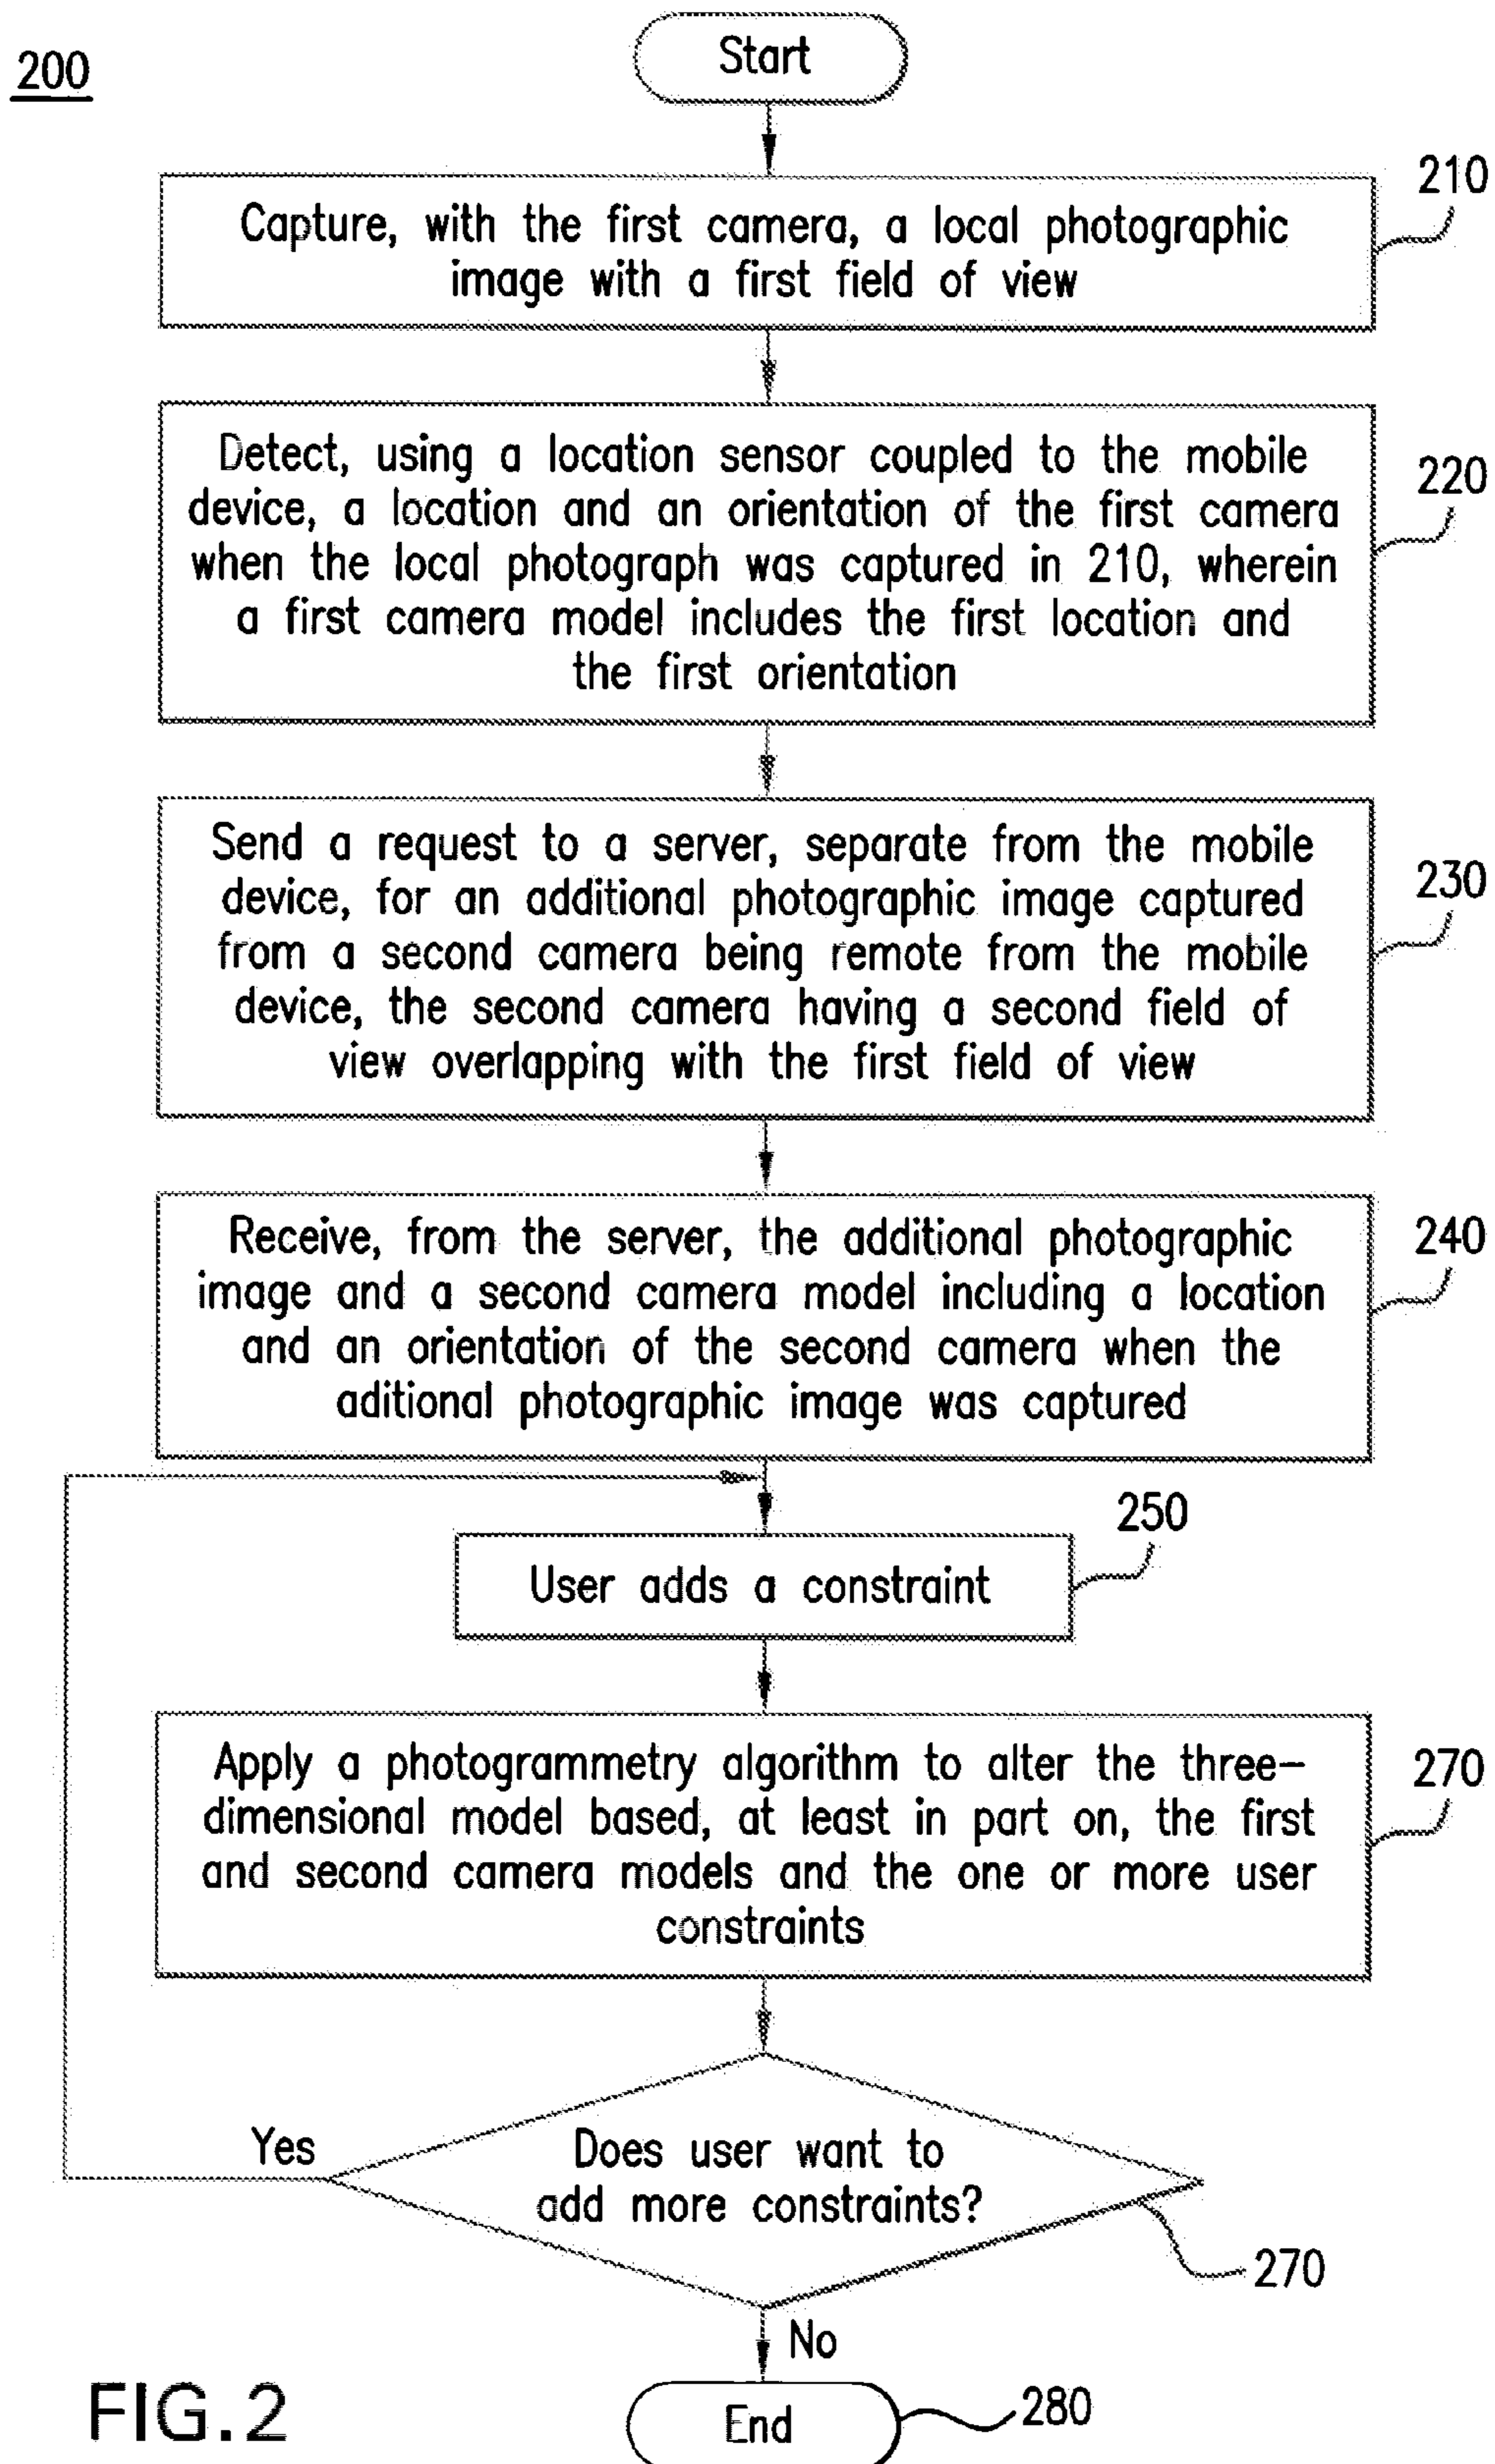 200
Start
210
Capture, with the first camera, a local photographic
image with a first field of view
220
Detect, using a location sensor coupled to the mobile
device, a location and an orientation of the first camera
when the local photograph was captured in 210, wherein
a first camera model includes the first location and
the first orientation
230
Send a request to a server, separate from the mobile
device, for an additional photographic image captured
from a second camera being remote from the mobile
device, the second camera having a second field of
view overlapping with the first field of view
240
Receive, from the server, the additional photographic
image and a second camera model including a location
and an orientation of the second camera when the
aditional photographic image was captured
250
User adds a constraint
270
Apply a photogrammetry algorithm to alter the three-
dimensional model based, at least in part on, the first
and second camera models and the one or more user
constraints
Yes
Does user want to
add more constraints?
270
No
End
280
FIG.2